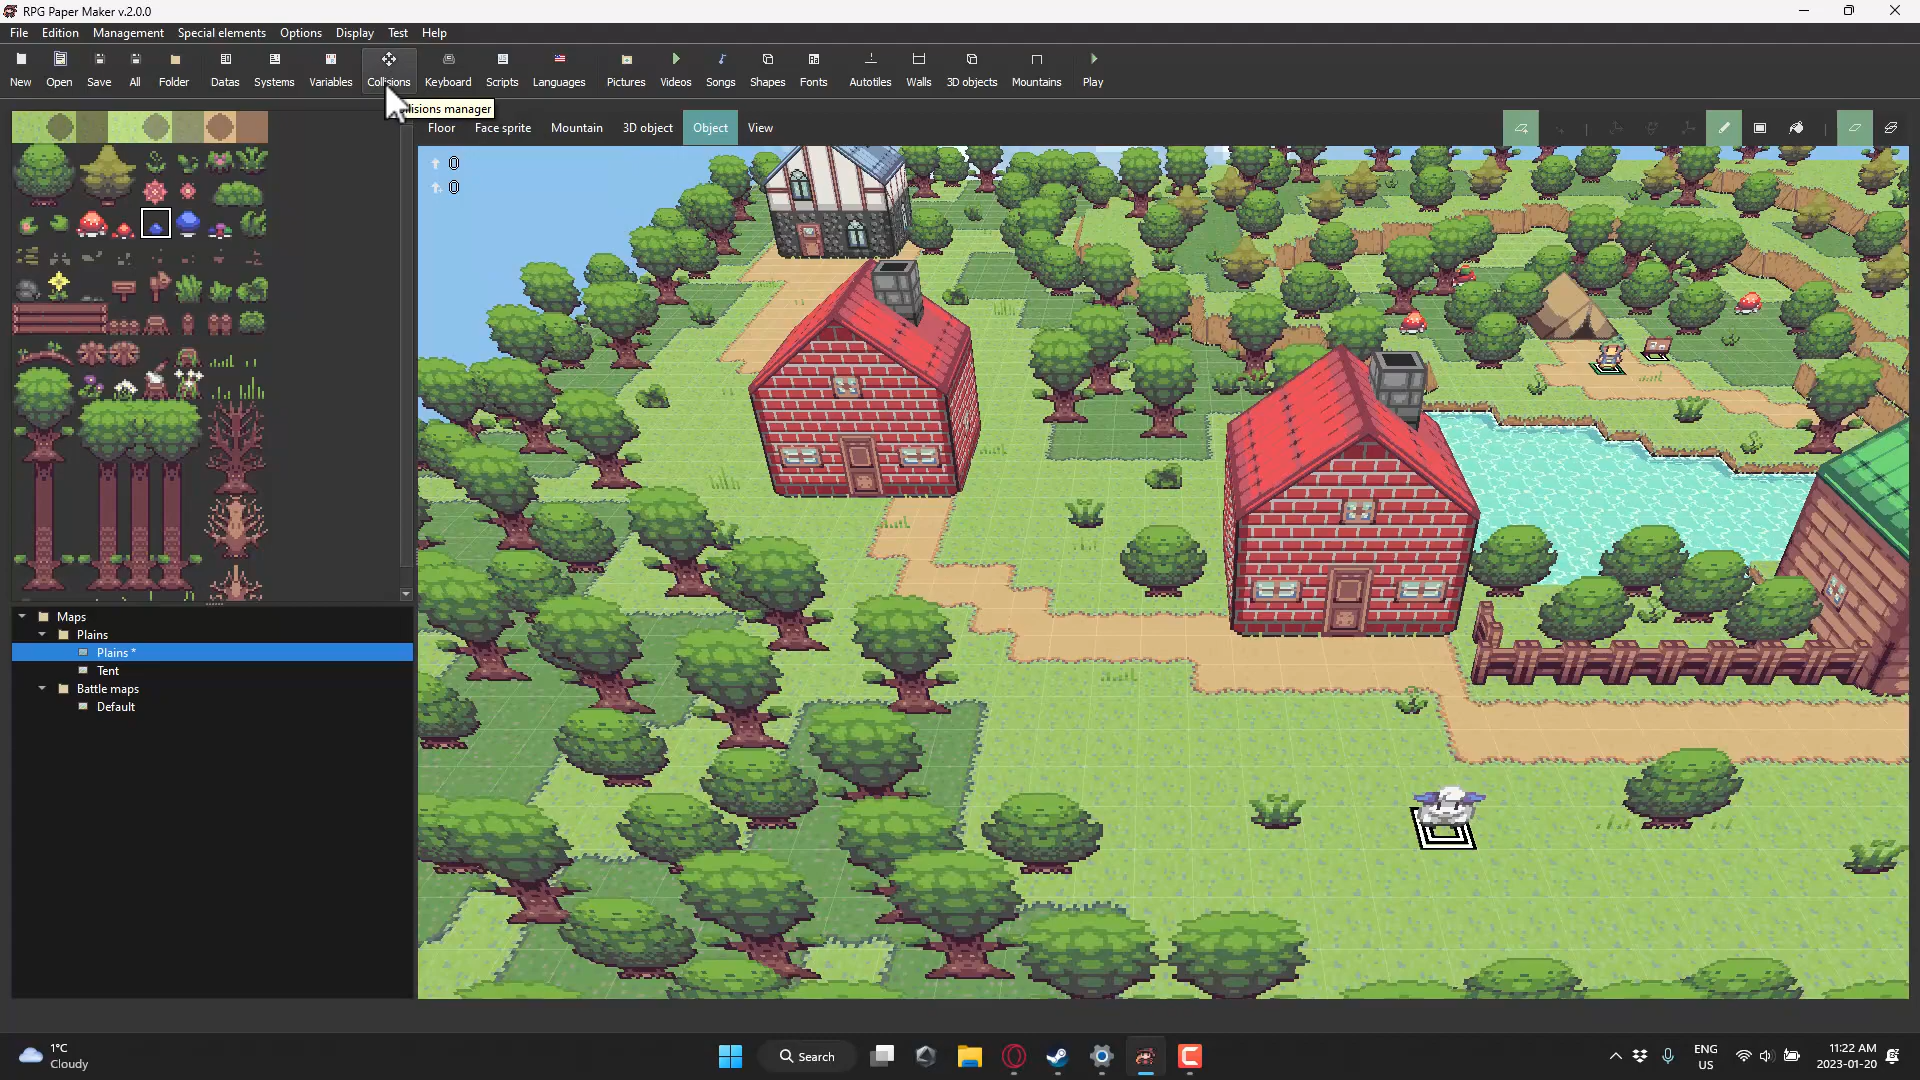 RPG Paper Maker v.2.0.0
File Edition Management Special elements Options Display Test Help
New Open Save All Folder Datas Systems Variables Collisions Keyboard Scripts Languages Pictures Videos Songs Shapes Fonts Autotiles Walls 3D objects Mountains Play
lisions manager
Floor Face sprite Mountain 3D object Object View
0
0
Maps
Plains
Plains *
Tent
Battle maps
Default
1°C
Cloudy
Search
ENG
US
11:22 AM
2023-01-20